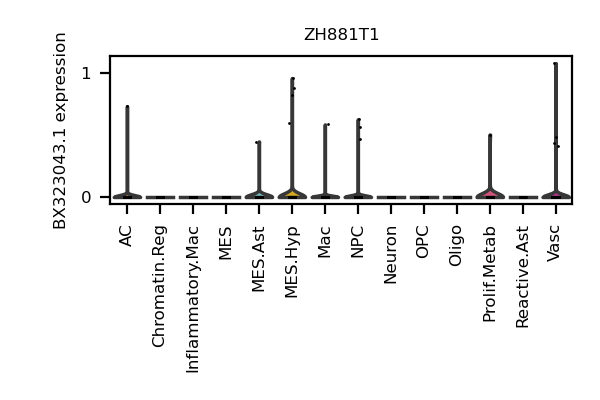 ZH881T1
BX323043.1 expression
1
0
AC
Chromatin.Reg
Inflammatory.Mac
MES
MES.Ast
MES.Hyp
Mac
NPC
Neuron
OPC
Oligo
Prolif.Metab
Reactive.Ast
Vasc